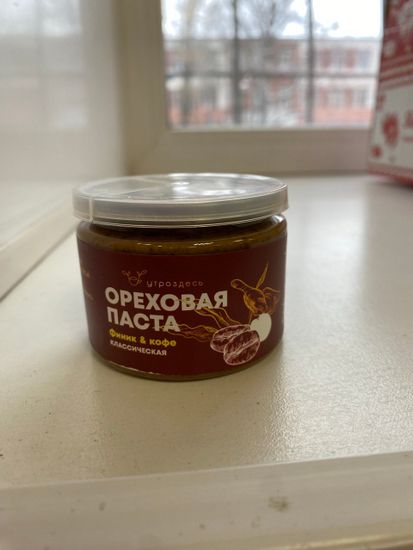 утраздесь
ОРЕХОВАЯ
ПАСТА
Финик & кофе
КЛАССИЧЕСКАЯ